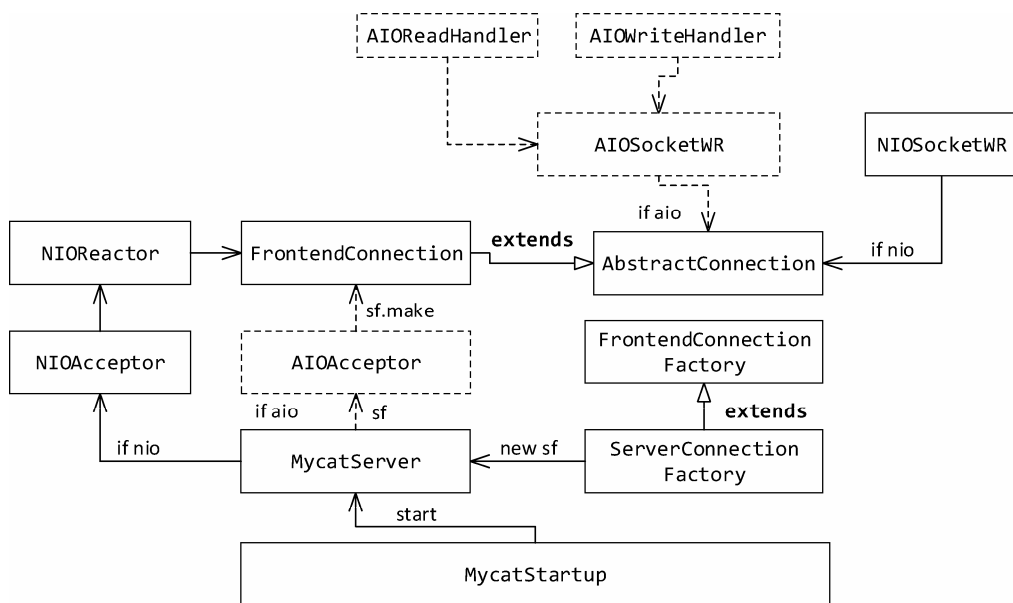 AIOReadHandler
AIOWriteHandler
AIOSocketWR
NIOSocketWR
if aio
NIOReactor
FrontendConnection
extends
AbstractConnection
if nio
sf.make
NIOAcceptor
AIOAcceptor
FrontendConnection
Factory
if aio
sf
extends
if nio
MycatServer
new sf
ServerConnection
Factory
start
MycatStartup